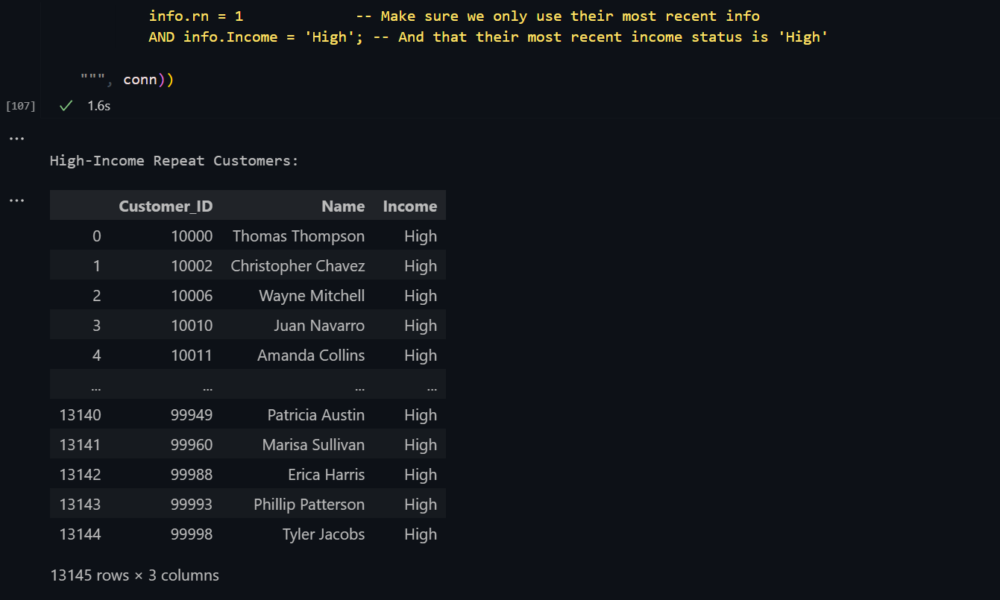 info.rn = 1 -- Make sure we only use their most recent info
AND info.Income = 'High'; -- And that their most recent income status is 'High'
""", conn))
[107] 1.6s
...
High-Income Repeat Customers:
...
Customer_ID Name Income
0 10000 Thomas Thompson High
1 10002 Christopher Chavez High
2 10006 Wayne Mitchell High
3 10010 Juan Navarro High
4 10011 Amanda Collins High
... ... ... ...
13140 99949 Patricia Austin High
13141 99960 Marisa Sullivan High
13142 99988 Erica Harris High
13143 99993 Phillip Patterson High
13144 99998 Tyler Jacobs High
13145 rows × 3 columns